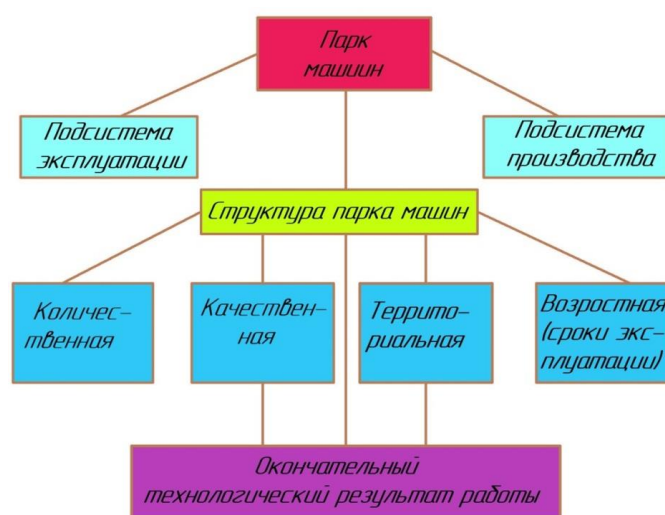 Парк
машиин
Подсистема
эксплуатации
Подсистема
производства
Структура парка машин
Количес-
твенная
Качествен-
ная
Террито-
риальная
Возростная
(сроки экс-
плуатации)
Окончательный
технологический результат работы